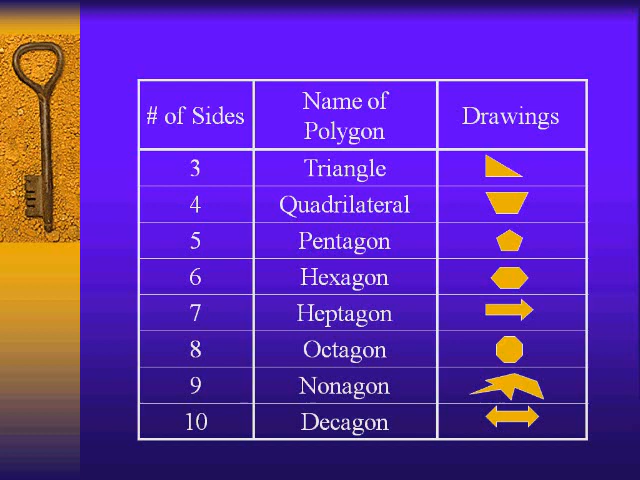 # of Sides
Name of
Polygon
Drawings
3 Triangle
4 Quadrilateral
5 Pentagon
6 Hexagon
7 Heptagon
8 Octagon
9 Nonagon
10 Decagon